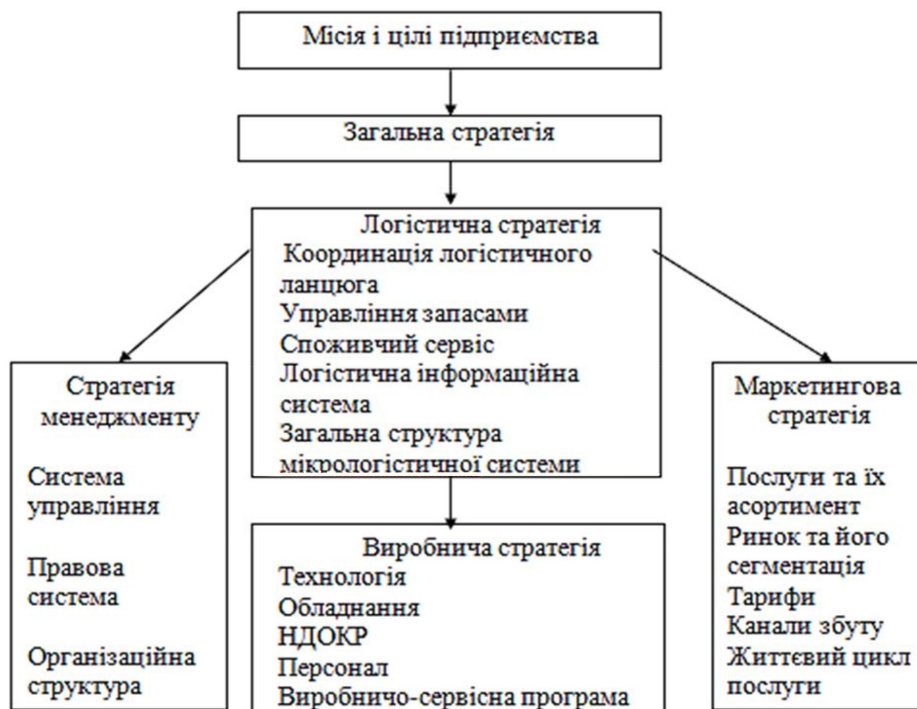 Місія і цілі підприємства
Загальна стратегія
Логістична стратегія
Координація логістичного
ланцюга
Управління запасами
Споживчий сервіс
Логістична інформаційна
система
Загальна структура
мікрологістичної системи
Стратегія
менеджменту
Система
управління
Правова
система
Організаційна
структура
Виробнича стратегія
Технологія
Обладнання
НДОКР
Персонал
Виробничо-сервісна програма
Маркетингова
стратегія
Послуги та їх
асортимент
Ринок та його
сегментація
Тарифи
Канали збуту
Життєвий цикл
послуги